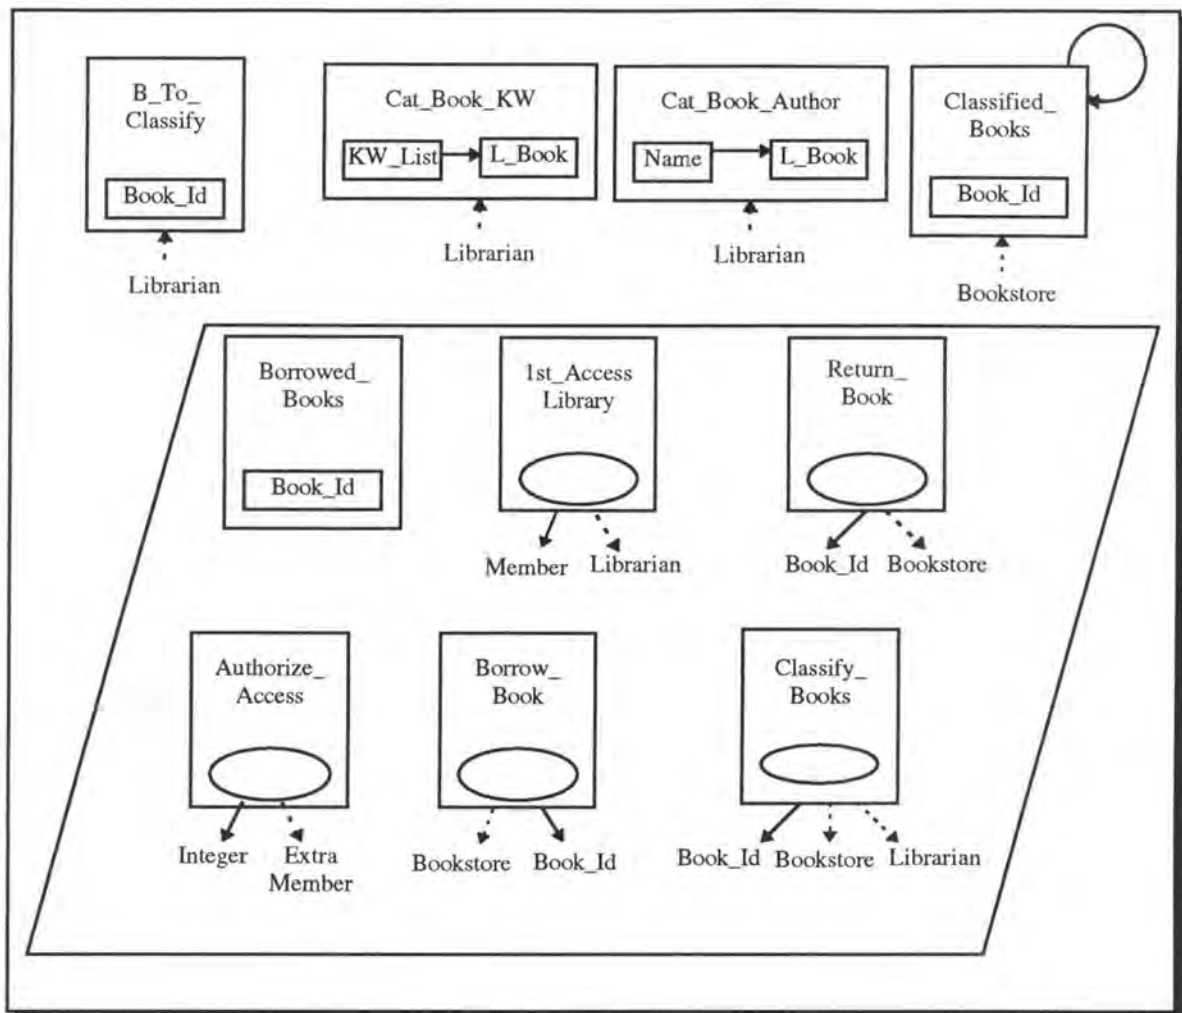 B_To_
Classify
Book_Id
Librarian
Cat_Book_KW
KW_List
L_Book
Librarian
Cat_Book_Author
Name
L_Book
Librarian
Classified_
Books
Book_Id
Bookstore
Borrowed_
Books
Book_Id
1st_Access
Library
Member
Librarian
Return_
Book
Book_Id
Bookstore
Authorize_
Access
Integer
Extra
Member
Borrow_
Book
Bookstore
Book_Id
Classify_
Books
Book_Id
Bookstore
Librarian